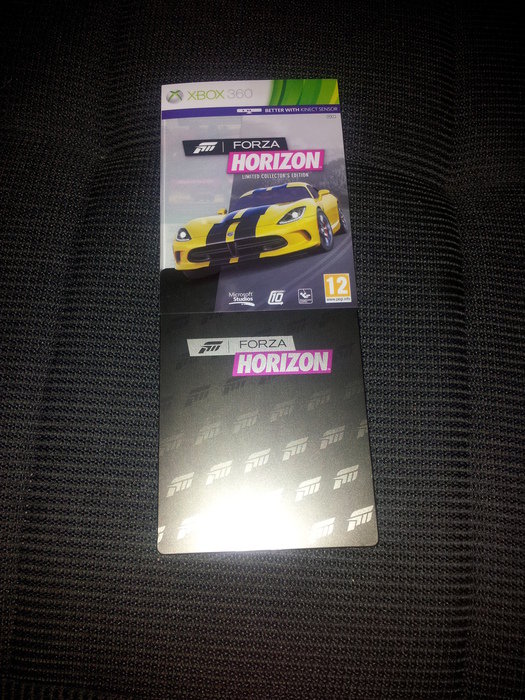 XBOX 360
BETTER WITH KINECT SENSOR
FORZA
HORIZON
LIMITED COLLECTOR'S EDITION
Microsoft
Studios
10
12
www.pegi.info
FORZA
HORIZON